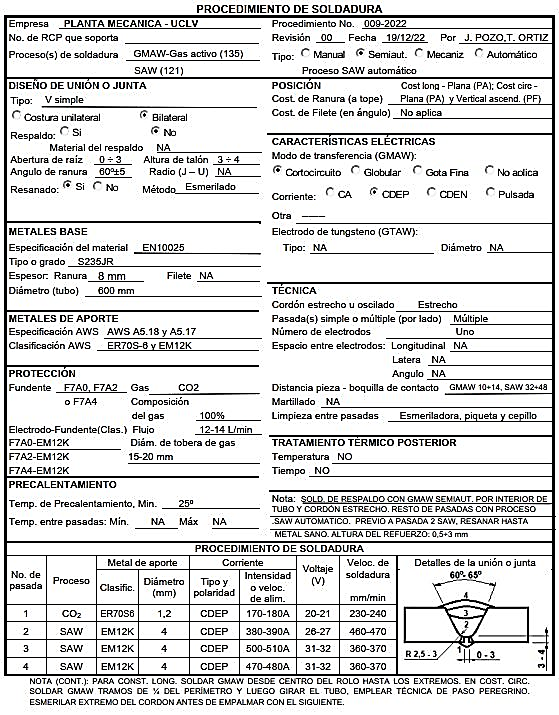 PROCEDIMIENTO DE SOLDADURA
Empresa PLANTA MECANICA - UCLV
No. de RCP que soporta
Proceso(s) de soldadura GMAW-Gas activo (135)
SAW (121)
Procedimiento No. 009-2022
Revisión 00 Fecha 19/12/22 Por J. POZO,T. ORTIZ
Tipo: Manual Semiaut. Mecaniz Automático
Proceso SAW automático
DISEÑO DE UNIÓN O JUNTA
Tipo: V simple
Costura unilateral Bilateral
Respaldo: Si No
Material del respaldo NA
Abertura de raíz 0 ÷ 3 Altura de talón 3 ÷ 4
Angulo de ranura 60º±5 Radio (J – U) NA
Resanado: Si No Método Esmerilado
POSICIÓN Cost long - Plana (PA); Cost circ -
Cost. de Ranura (a tope) Plana (PA) y Vertical ascend. (PF)
Cost. de Filete (en ángulo) No aplica
CARACTERÍSTICAS ELÉCTRICAS
Modo de transferencia (GMAW):
Cortocircuito Globular Gota Fina No aplica
Corriente: CA CDEP CDEN Pulsada
Otra
Electrodo de tungsteno (GTAW):
Tipo: NA Diámetro NA
METALES BASE
Especificación del material EN10025
Tipo o grado S235JR
Espesor: Ranura 8 mm Filete NA
Diámetro (tubo) 600 mm
METALES DE APORTE
Especificación AWS AWS A5.18 y A5.17
Clasificación AWS ER70S-6 y EM12K
TÉCNICA
Cordón estrecho u oscilado Estrecho
Pasada(s) simple o múltiple (por lado) Múltiple
Número de electrodos Uno
Espacio entre electrodos: Longitudinal NA
Latera NA
Angulo NA
Distancia pieza - boquilla de contacto GMAW 10÷14, SAW 32÷48
Martillado NA
Limpieza entre pasadas Esmeriladora, piqueta y cepillo
PROTECCIÓN
Fundente F7A0, F7A2 Gas CO2
o F7A4 Composición
del gas 100%
Electrodo-Fundente(Clas.) Flujo 12-14 L/min
F7A0-EM12K Diám. de tobera de gas
F7A2-EM12K 15-20 mm
F7A4-EM12K
PRECALENTAMIENTO
Temp. de Precalentamiento, Min. 25º
Temp. entre pasadas: Mín. NA Máx NA
TRATAMIENTO TÉRMICO POSTERIOR
Temperatura NO
Tiempo NO
Nota: SOLD. DE RESPALDO CON GMAW SEMIAUT. POR INTERIOR DE
TUBO Y CORDÓN ESTRECHO. RESTO DE PASADAS CON PROCESO
SAW AUTOMATICO. PREVIO A PASADA 2 SAW, RESANAR HASTA
METAL SANO. ALTURA DEL REFUERZO: 0,5÷3 mm
PROCEDIMIENTO DE SOLDADURA
No. de pasada Proceso Metal de aporte Corriente Voltaje (V) Veloc. de soldadura mm/min Detalles de la unión o junta
Clasific. Diámetro (mm) Tipo y polaridad Intensidad o veloc. de alim.
1 CO2 ER70S6 1,2 CDEP 170-180A 20-21 230-240
2 SAW EM12K 4 CDEP 380-390A 26-27 460-470
3 SAW EM12K 4 CDEP 500-510A 31-32 360-370
4 SAW EM12K 4 CDEP 470-480A 31-32 360-370
60º- 65º
4
3
2
1
R 2,5 - 3
0 - 3
3 - 4
NOTA (CONT.): PARA CONST. LONG. SOLDAR GMAW DESDE CENTRO DEL ROLO HASTA LOS EXTREMOS. EN COST. CIRC.
SOLDAR GMAW TRAMOS DE ¼ DEL PERÍMETRO Y LUEGO GIRAR EL TUBO, EMPLEAR TÉCNICA DE PASO PEREGRINO.
ESMERILAR EXTREMO DEL CORDON ANTES DE EMPALMAR CON EL SIGUIENTE.